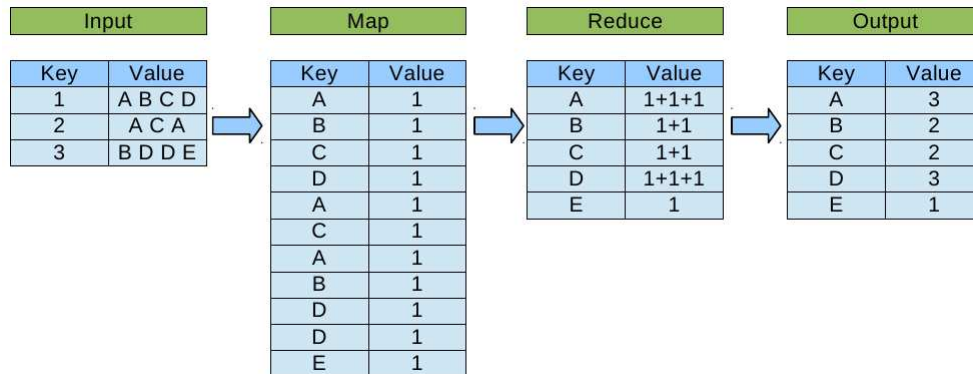 Input Map Reduce Output
Key Value Key Value Key Value Key Value
1 A B C D A 1 A 1+1+1 A 3
2 A C A B 1 B 1+1 B 2
3 B D D E C 1 C 1+1 C 2
D 1 D 1+1+1 D 3
A 1 E 1 E 1
C 1
A 1
B 1
D 1
D 1
E 1